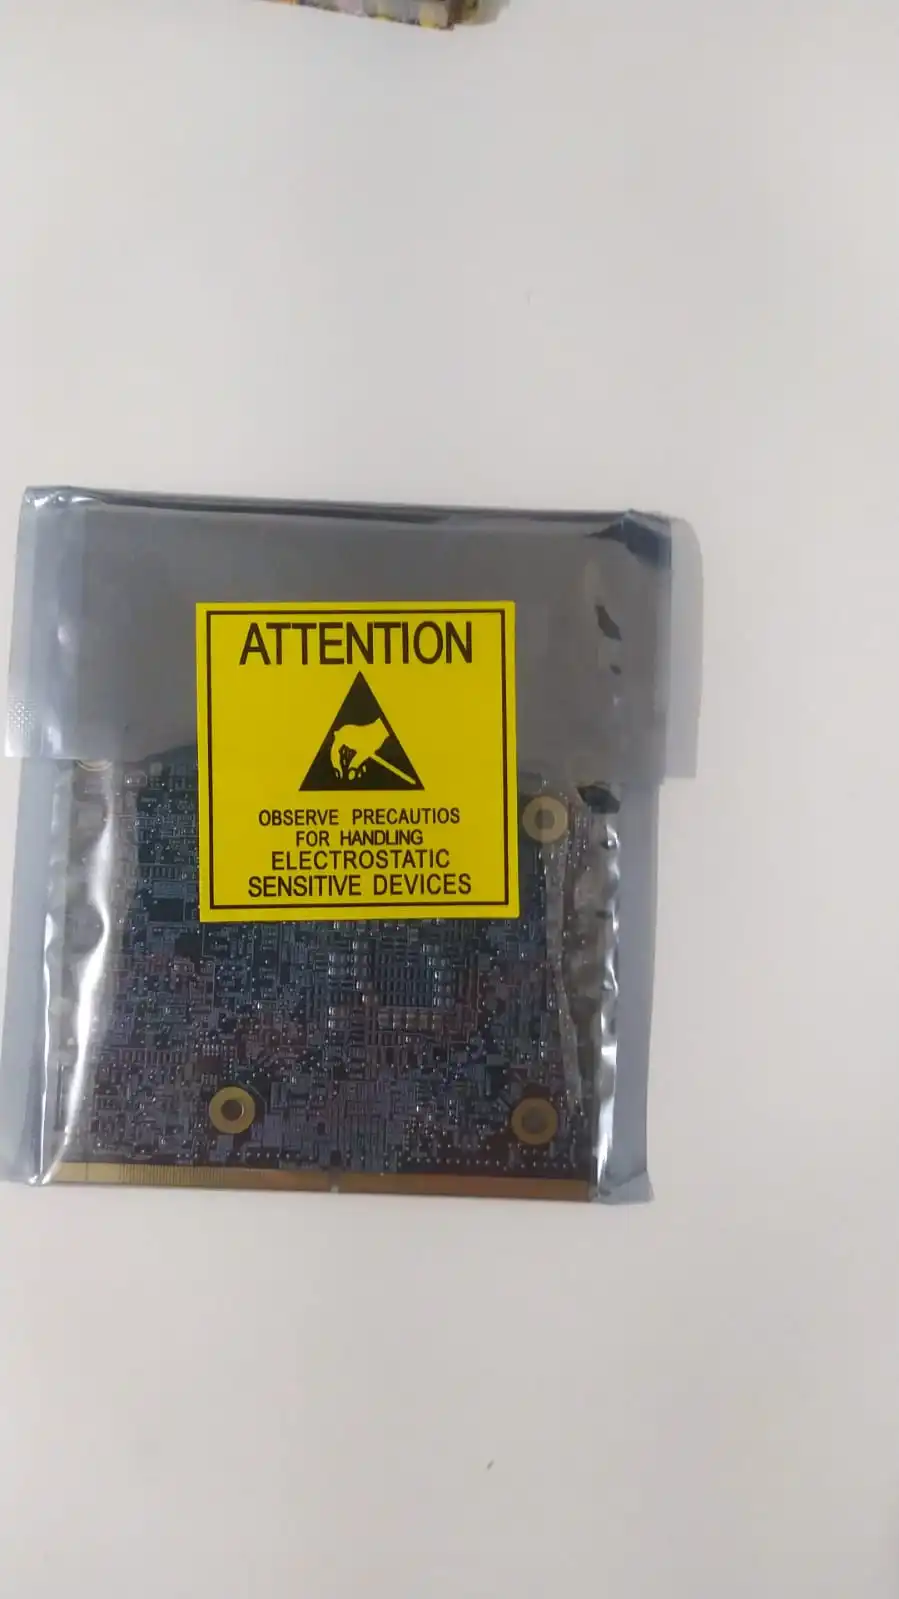 ATTENTION
OBSERVE PRECAUTIOS
FOR HANDLING
ELECTROSTATIC
SENSITIVE DEVICES